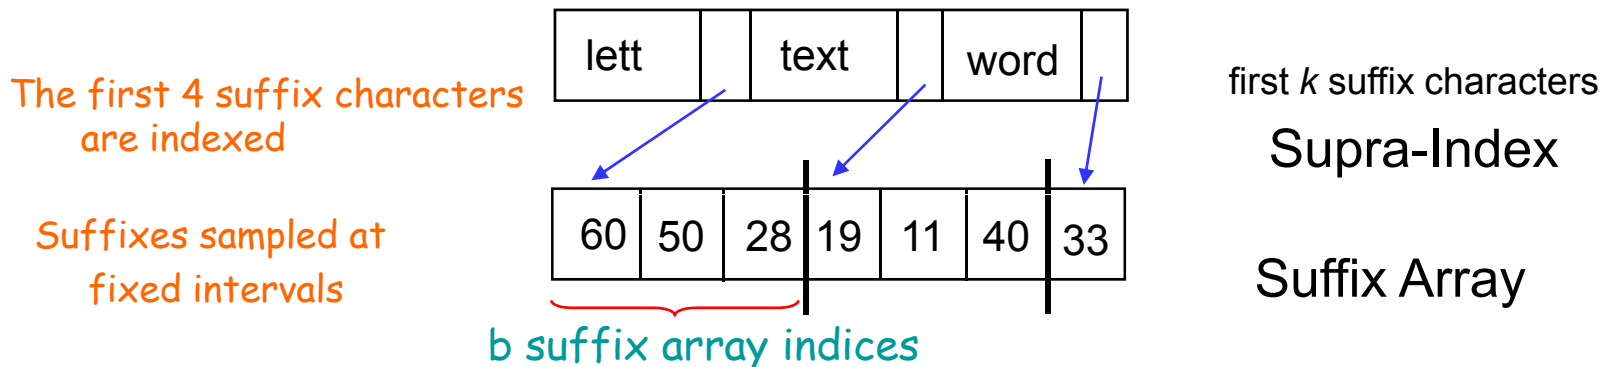 lett text word
The first 4 suffix characters
are indexed
first k suffix characters
Supra-Index
60 50 28 19 11 40 33
Suffixes sampled at
fixed intervals
Suffix Array
b suffix array indices